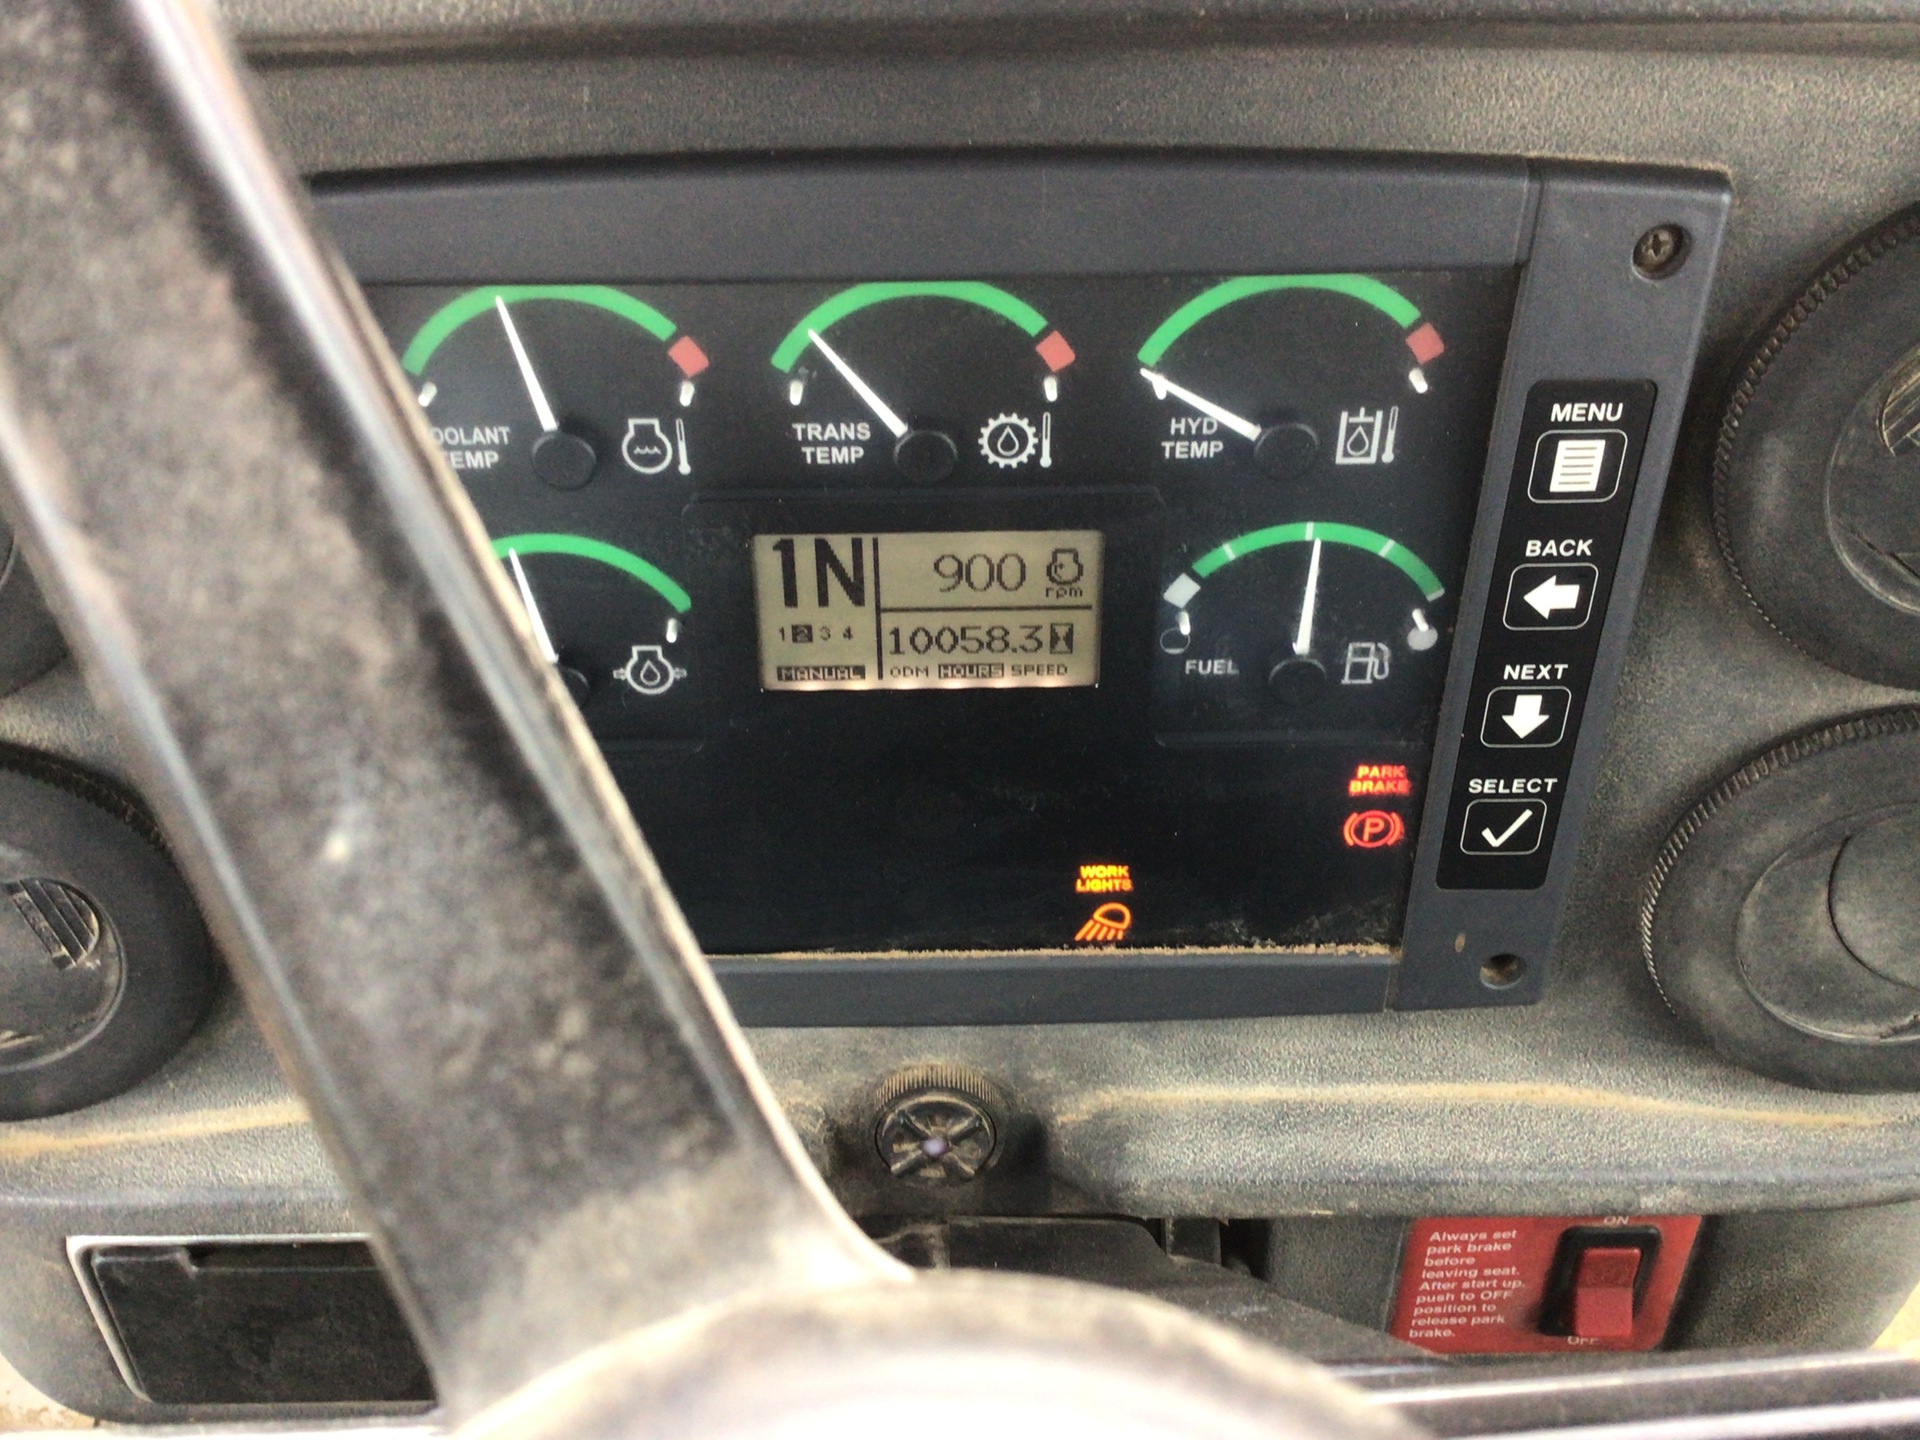 TEMP
TRANS
TEMP
HYD
TEMP
MENU
BACK
NEXT
SELECT
1N
900
rpm
1 2 3 4
10058.3
MANUAL
ODM HOURS SPEED
FUEL
PARK
BRAKE
P
WORK
LIGHTS
ON
Always set
park brake
before
leaving seat.
After start up,
push to OFF
position to
release park
brake.
OFF